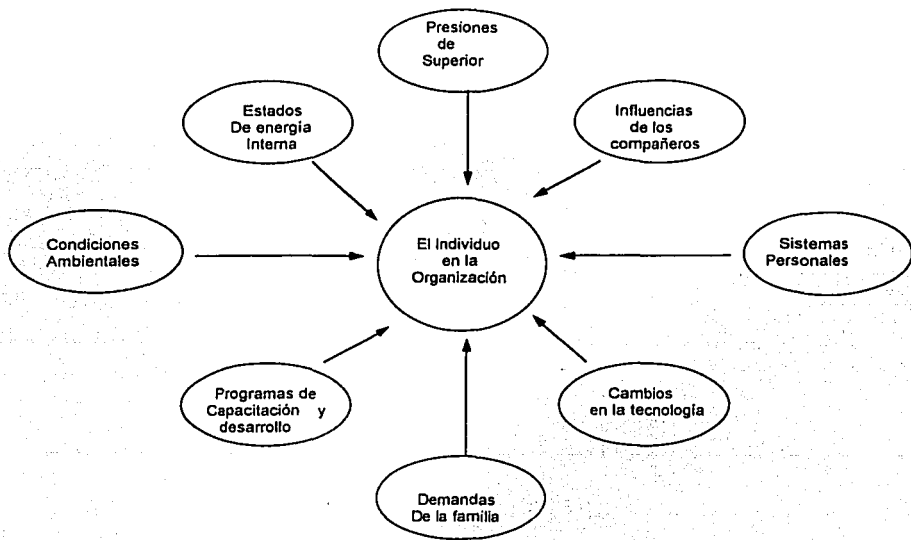 Presiones
de
Superior
Estados
De energía
Interna
Influencias
de los
compañeros
Condiciones
Ambientales
El Individuo
en la
Organización
Sistemas
Personales
Programas de
Capacitación y
desarrollo
Cambios
en la tecnología
Demandas
De la familia